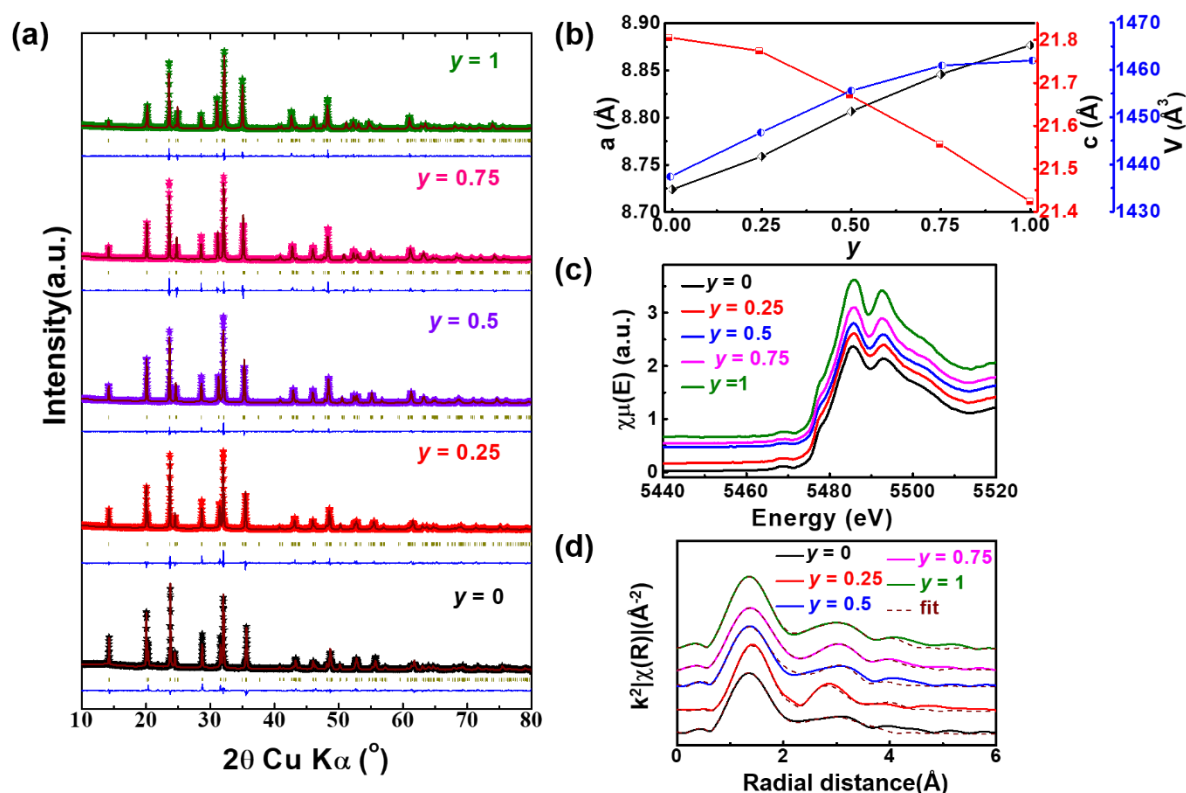 (a)
y = 1
y = 0.75
y = 0.5
y = 0.25
y = 0
Intensity(a.u.)
10 20 30 40 50 60 70 80
2θ Cu Kα (°)
(b)
8.90
8.85
8.80
8.75
8.70
a (Å)
0.00 0.25 0.50 0.75 1.00
y
21.8
21.7
21.6
21.5
21.4
c (Å)
1470
1460
1450
1440
1430
V (Å³)
(c)
3
2
1
0
χμ(E) (a.u.)
y = 0
y = 0.25
y = 0.5
y = 0.75
y =1
5440 5460 5480 5500 5520
Energy (eV)
(d)
k²|χ(R)|(Å⁻²)
y = 0
y = 0.25
y = 0.5
y = 0.75
y = 1
fit
0 2 4 6
Radial distance(Å)